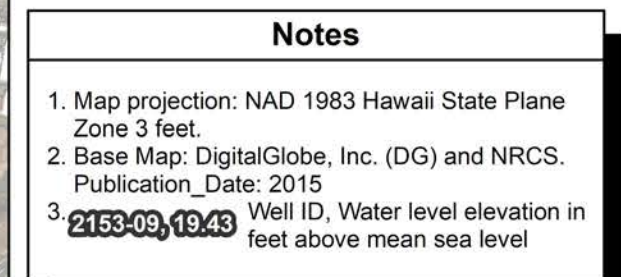 Notes
1. Map projection: NAD 1983 Hawaii State Plane
Zone 3 feet.
2. Base Map: DigitalGlobe, Inc. (DG) and NRCS.
Publication_Date: 2015
3. 2153-09, 19.43 Well ID, Water level elevation in
feet above mean sea level